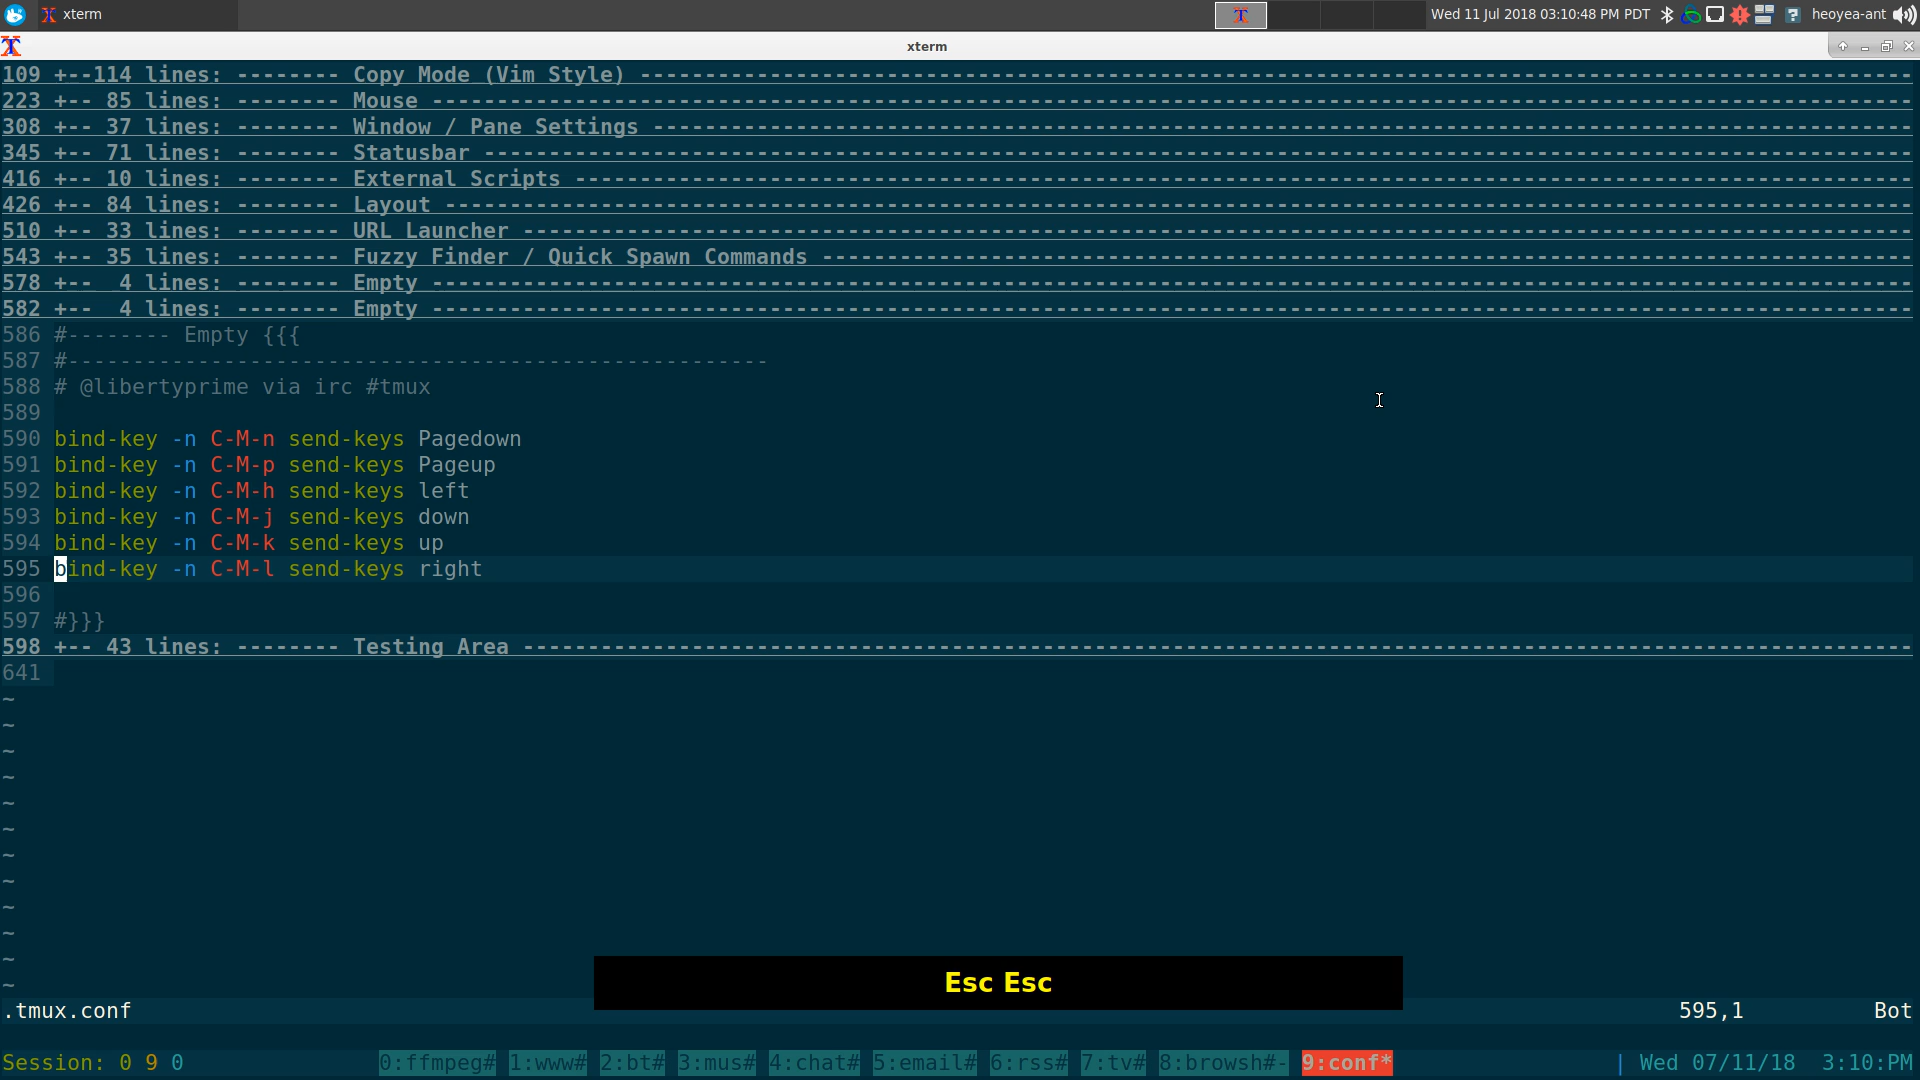 xterm
Wed 11 Jul 2018 03:10:48 PM PDT heoyea-ant
xterm
109 +--114 lines: -------- Copy Mode (Vim Style) --------
223 +-- 85 lines: -------- Mouse --------
308 +-- 37 lines: -------- Window / Pane Settings --------
345 +-- 71 lines: -------- Statusbar --------
416 +-- 10 lines: -------- External Scripts --------
426 +-- 84 lines: -------- Layout --------
510 +-- 33 lines: -------- URL Launcher --------
543 +-- 35 lines: -------- Fuzzy Finder / Quick Spawn Commands --------
578 +--  4 lines: -------- Empty --------
582 +--  4 lines: -------- Empty --------
586 #-------- Empty {{{
587 #------------------------------------------------------
588 # @libertyprime via irc #tmux
589
590 bind-key -n C-M-n send-keys Pagedown
591 bind-key -n C-M-p send-keys Pageup
592 bind-key -n C-M-h send-keys left
593 bind-key -n C-M-j send-keys down
594 bind-key -n C-M-k send-keys up
595 bind-key -n C-M-l send-keys right
596
597 #}}}
598 +-- 43 lines: -------- Testing Area --------
641
~
~
~
~
~
~
~
~
~
~
~
~
Esc Esc
.tmux.conf 595,1 Bot
Session: 0 9 0 0:ffmpeg# 1:www# 2:bt# 3:mus# 4:chat# 5:email# 6:rss# 7:tv# 8:browsh#- 9:conf* | Wed 07/11/18 3:10:PM